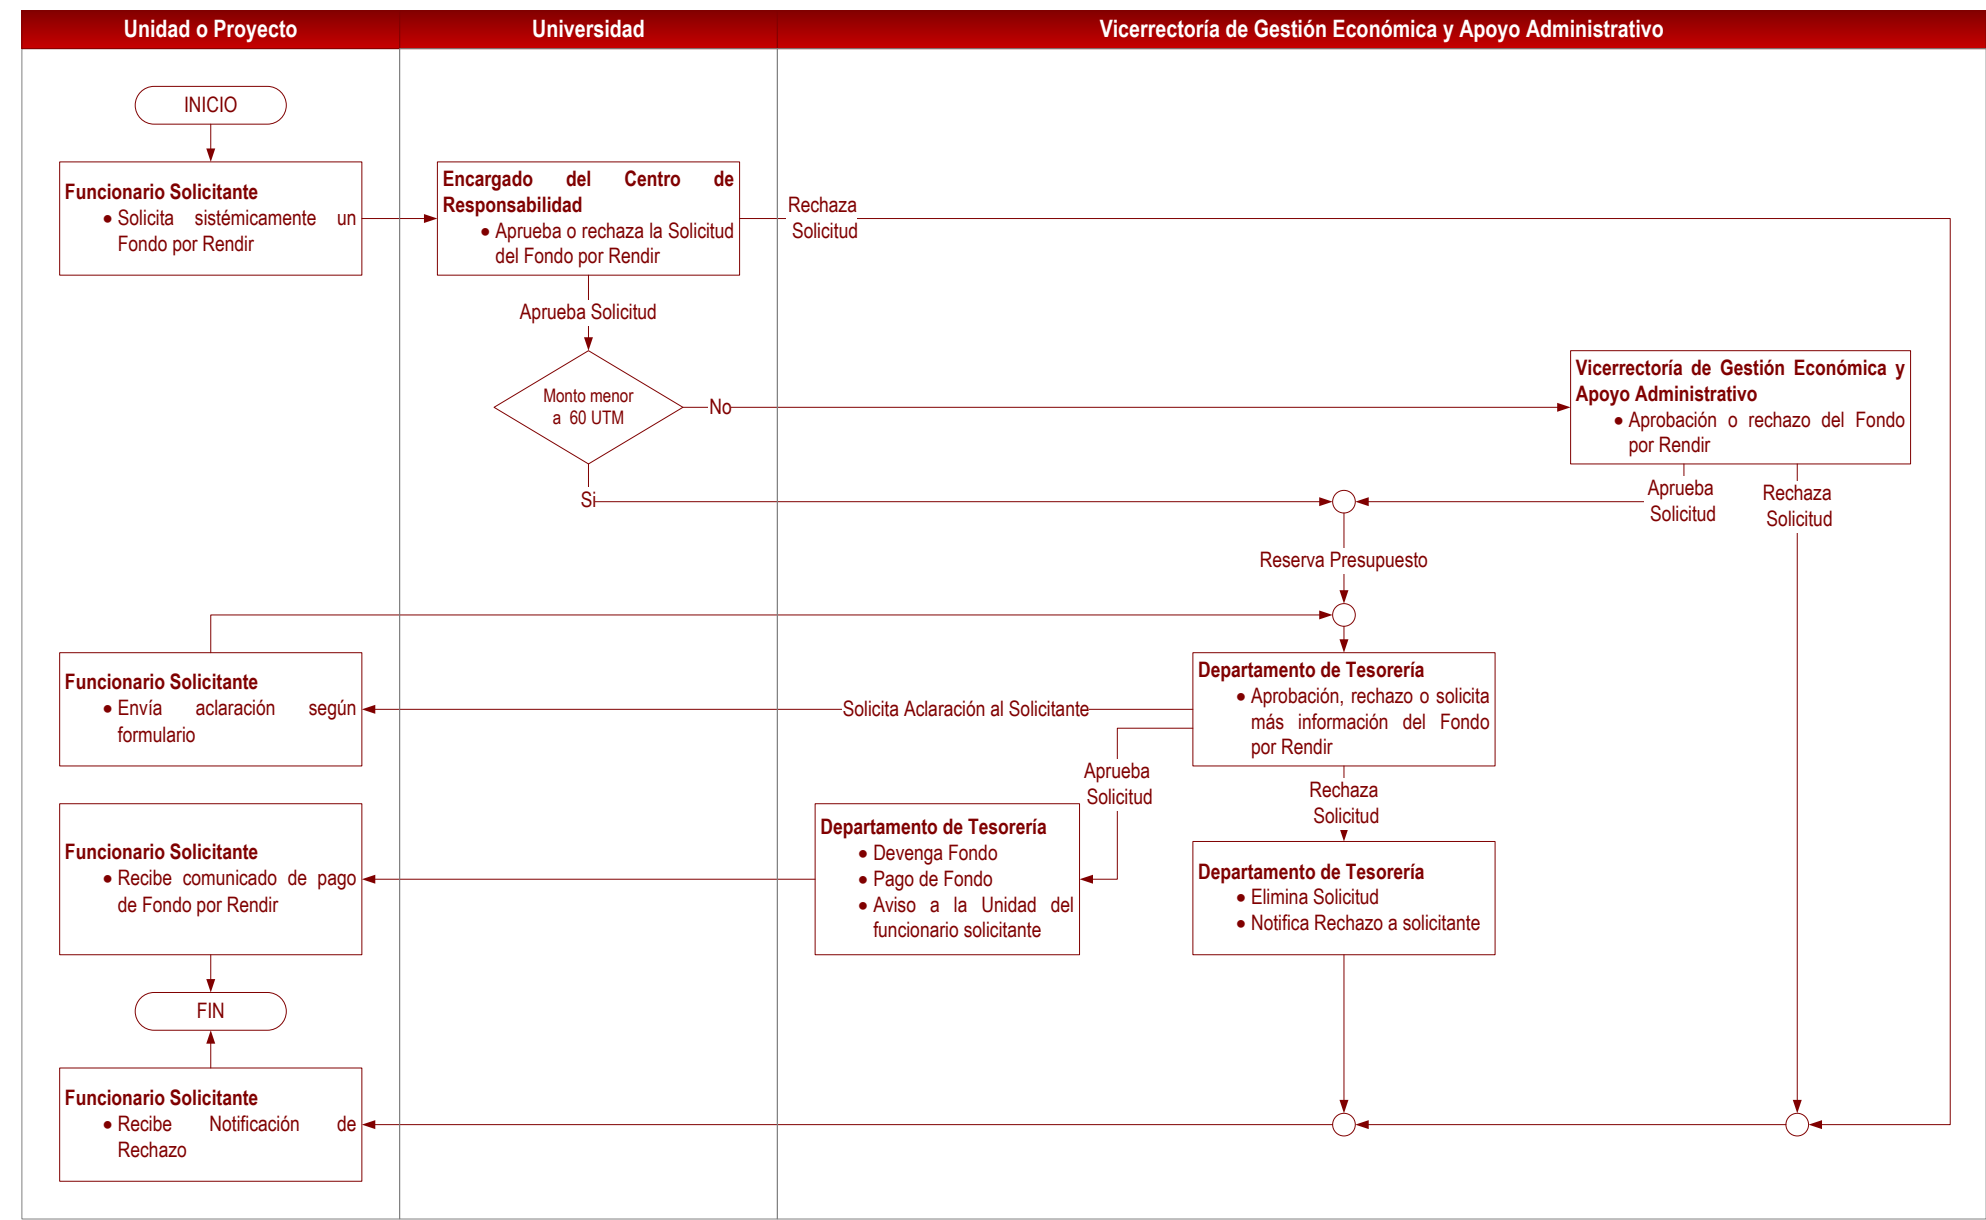 Unidad o Proyecto
Universidad
Vicerrectoría de Gestión Económica y Apoyo Administrativo
INICIO
Funcionario Solicitante
● Solicita sistémicamente un
Fondo por Rendir
Encargado del Centro de
Responsabilidad
● Aprueba o rechaza la Solicitud
del Fondo por Rendir
Rechaza
Solicitud
Aprueba Solicitud
Monto menor
a 60 UTM
No
Si
Vicerrectoría de Gestión Económica y
Apoyo Administrativo
● Aprobación o rechazo del Fondo
por Rendir
Aprueba
Solicitud
Rechaza
Solicitud
Reserva Presupuesto
Funcionario Solicitante
● Envía aclaración según
formulario
Solicita Aclaración al Solicitante
Departamento de Tesorería
● Aprobación, rechazo o solicita
más información del Fondo
por Rendir
Aprueba
Solicitud
Rechaza
Solicitud
Funcionario Solicitante
● Recibe comunicado de pago
de Fondo por Rendir
Departamento de Tesorería
● Devenga Fondo
● Pago de Fondo
● Aviso a la Unidad del
funcionario solicitante
Departamento de Tesorería
● Elimina Solicitud
● Notifica Rechazo a solicitante
FIN
Funcionario Solicitante
● Recibe Notificación de
Rechazo